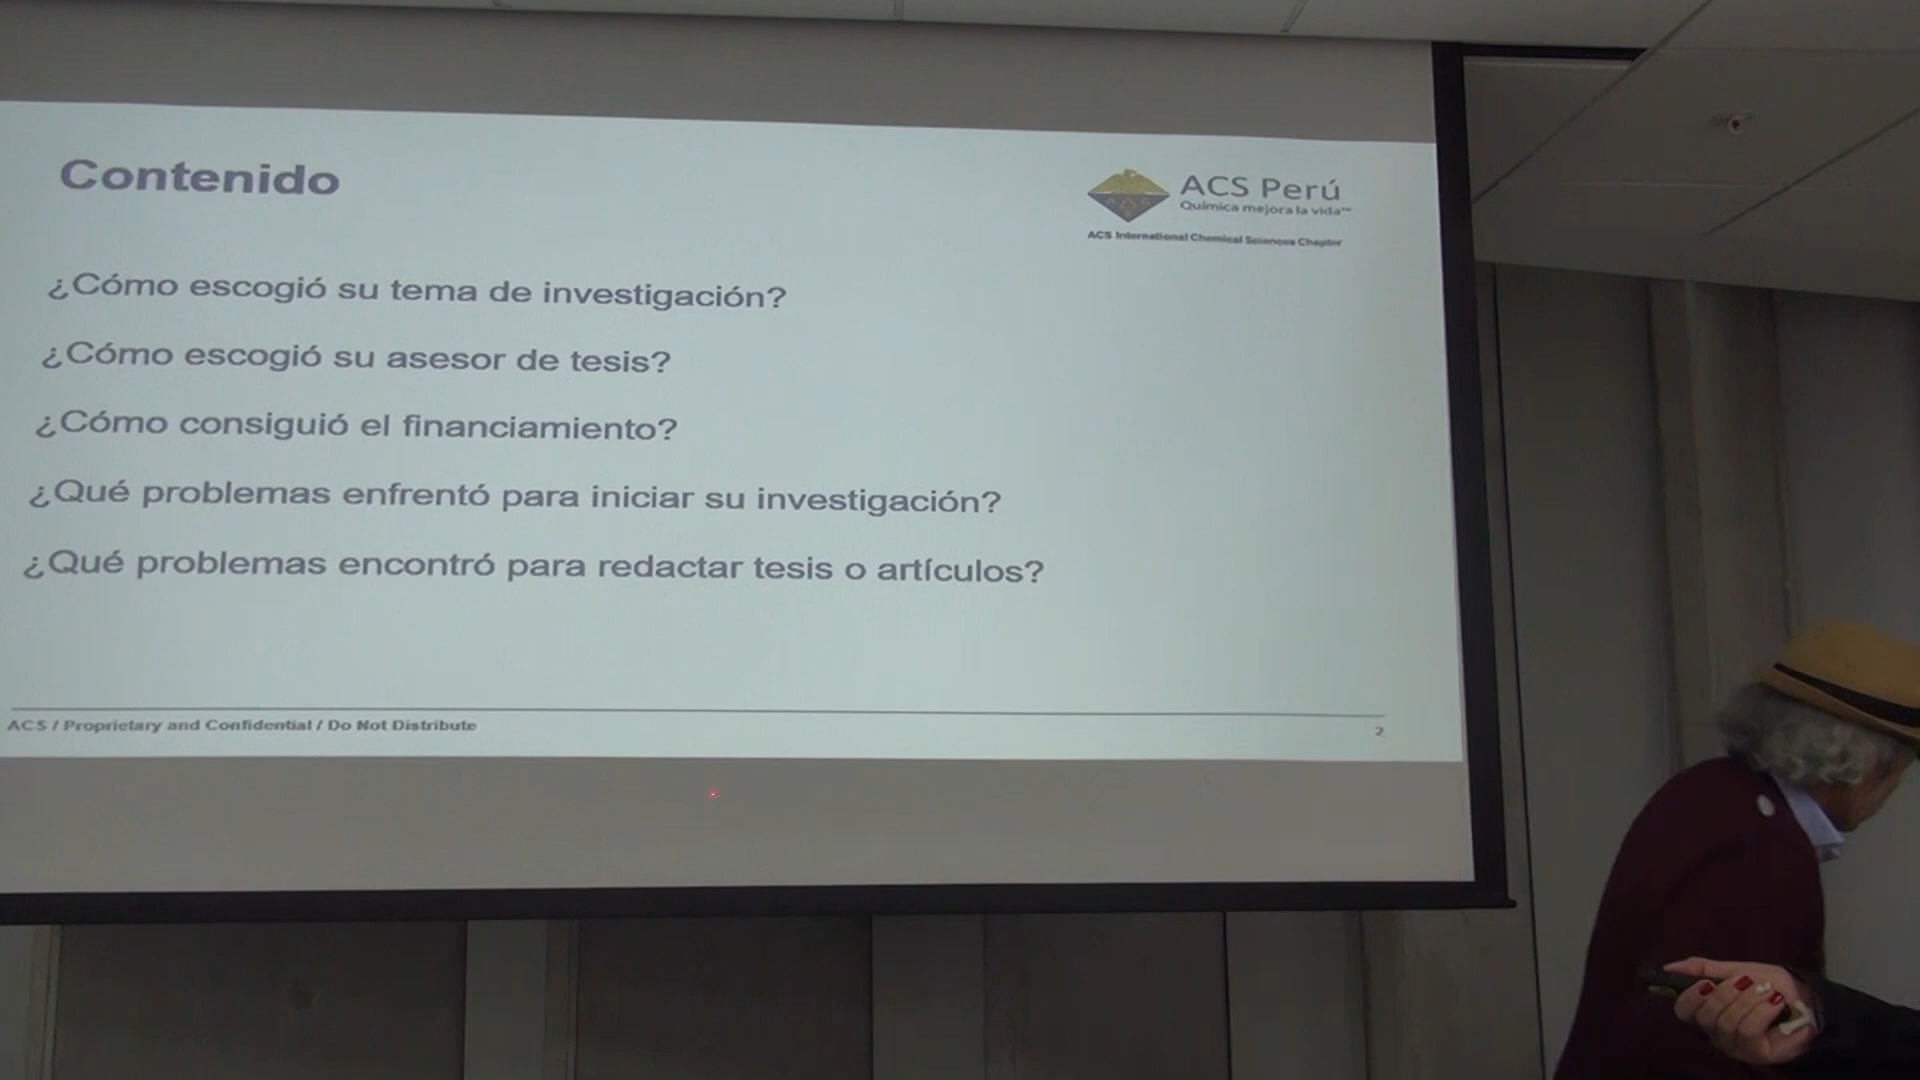 Contenido
ACS Perú
Química mejora la vida™
ACS International Chemical Sciences Chapter
¿Cómo escogió su tema de investigación?
¿Cómo escogió su asesor de tesis?
¿Cómo consiguió el financiamiento?
¿Qué problemas enfrentó para iniciar su investigación?
¿Qué problemas encontró para redactar tesis o artículos?
ACS / Proprietary and Confidential / Do Not Distribute
2